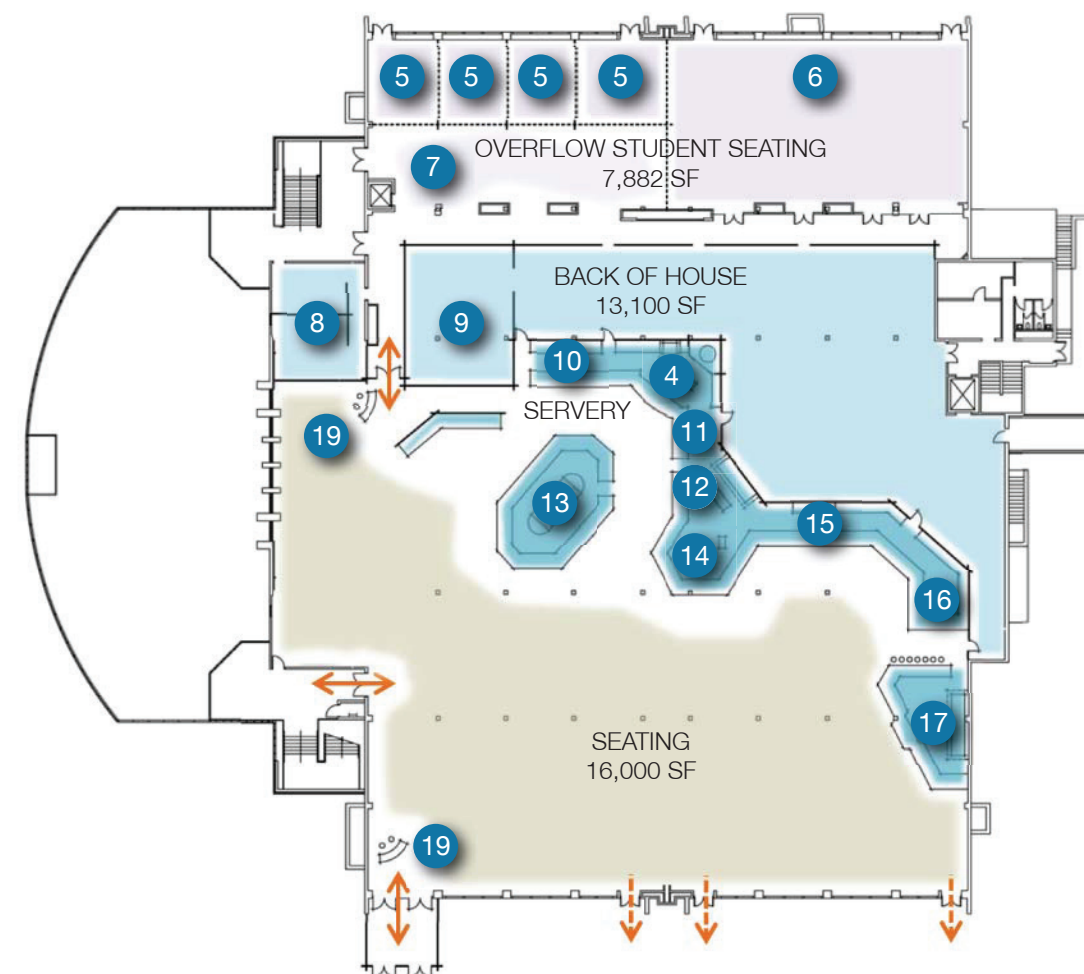 5 5 5 5 6
OVERFLOW STUDENT SEATING
7,882 SF
7
BACK OF HOUSE
13,100 SF
8 9
10 4
SERVERY
19 11
12
13
15
14
16
17
SEATING
16,000 SF
19